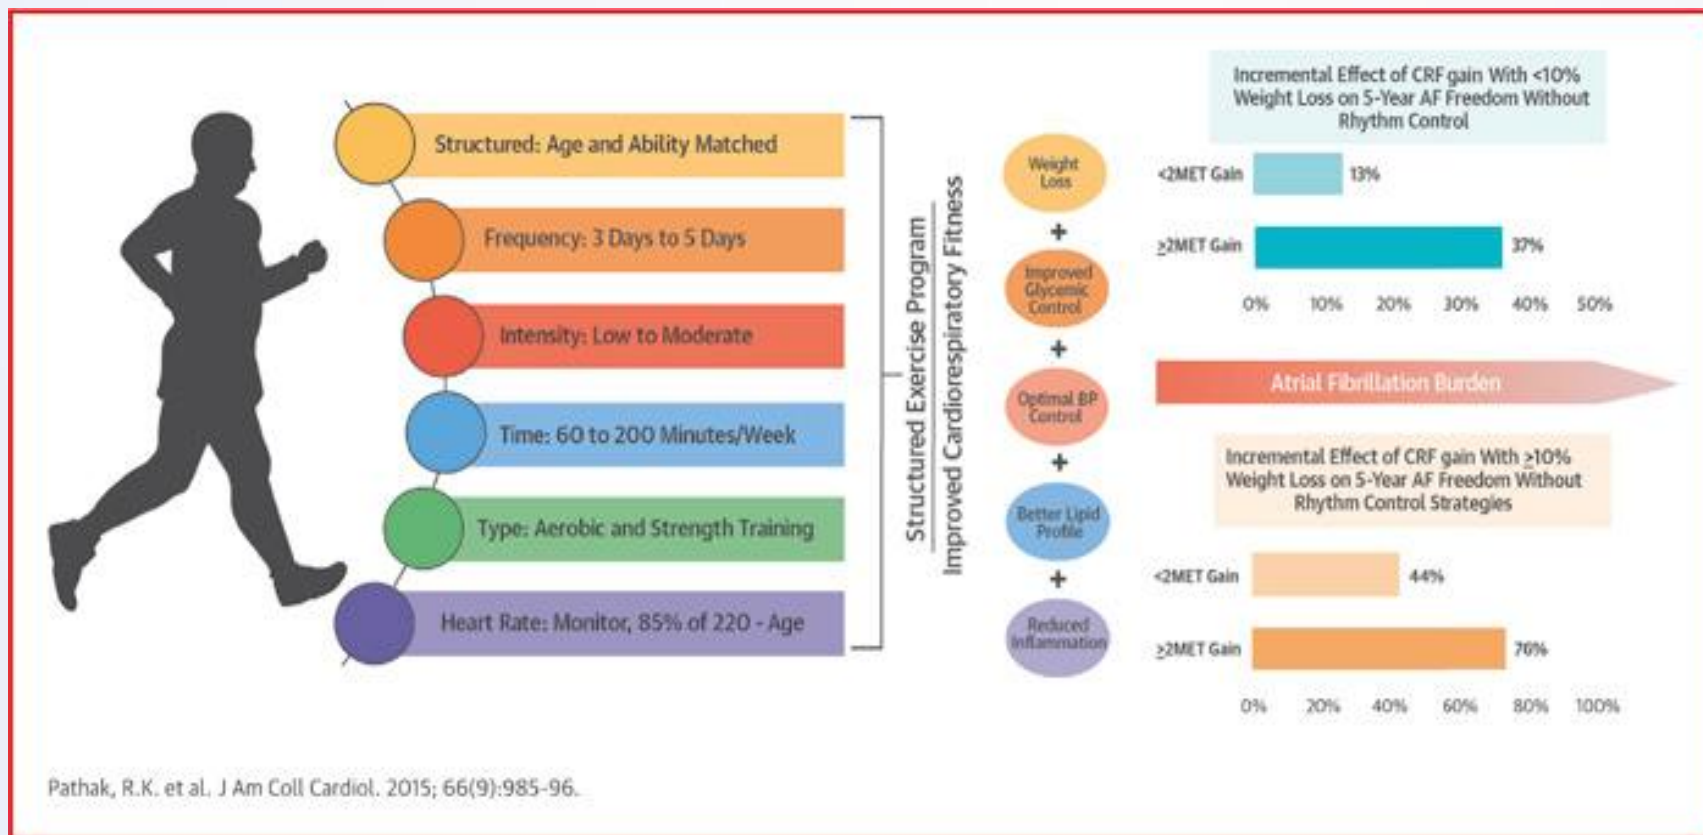 Structured: Age and Ability Matched
Frequency: 3 Days to 5 Days
Intensity: Low to Moderate
Time: 60 to 200 Minutes/Week
Type: Aerobic and Strength Training
Heart Rate: Monitor, 85% of 220 - Age
Structured Exercise Program
Improved Cardiorespiratory Fitness
Weight
Loss
+
Improved
Glycemic
Control
+
Optimal BP
Control
+
Better Lipid
Profile
+
Reduced
Inflammation
Incremental Effect of CRF gain With <10%
Weight Loss on 5-Year AF Freedom Without
Rhythm Control
<2MET Gain 13%
≥2MET Gain 37%
0% 10% 20% 30% 40% 50%
Atrial Fibrillation Burden
Incremental Effect of CRF gain With ≥10%
Weight Loss on 5-Year AF Freedom Without
Rhythm Control Strategies
<2MET Gain 44%
≥2MET Gain 76%
0% 20% 40% 60% 80% 100%
Pathak, R.K. et al. J Am Coll Cardiol. 2015; 66(9):985-96.